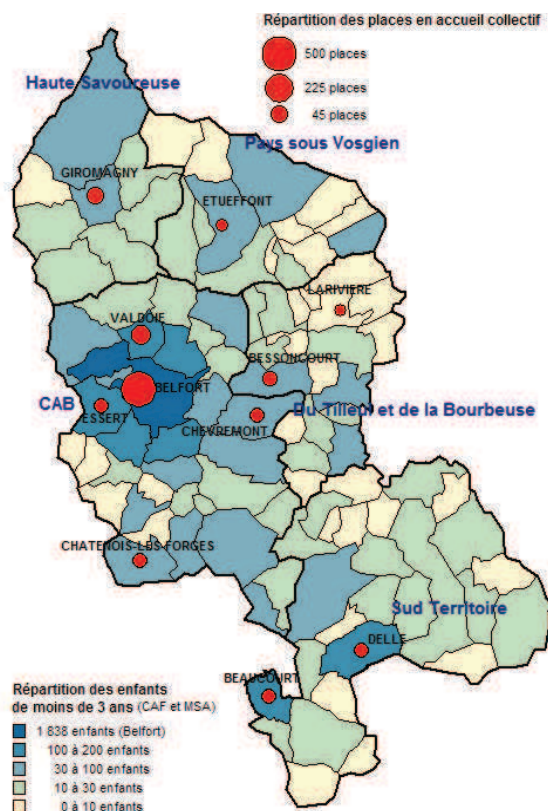 Répartition des places en accueil collectif
500 places
225 places
45 places
Haute Savoureuse
Pays sous Vosgien
GIROMAGNY
ETUEFFONT
LARIVIERE
VALDOIE
BESSONCOURT
BELFORT
CAB
ESSERT
CHEVREMONT
Du Tilleul et de la Bourbeuse
CHATENOIS-LES-FORGES
Sud Territoire
DELLE
BEAUCOURT
Répartition des enfants
de moins de 3 ans (CAF et MSA)
1 838 enfants (Belfort)
100 à 200 enfants
30 à 100 enfants
10 à 30 enfants
0 à 10 enfants